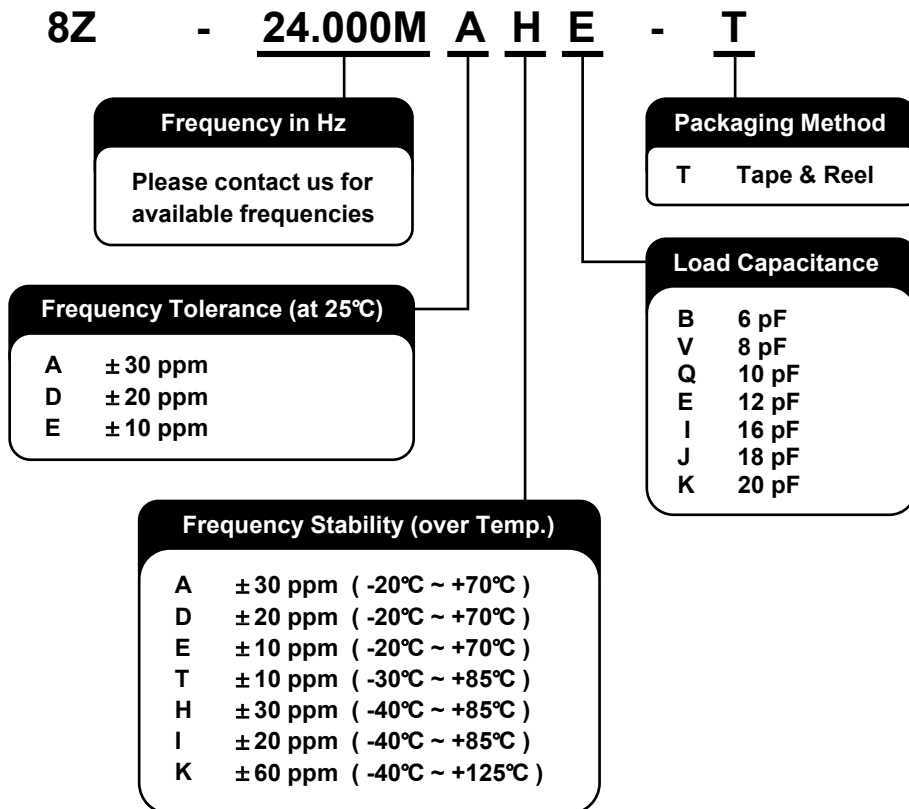 8Z - 24.000M A H E - T
Frequency in Hz
Please contact us for
available frequencies
Packaging Method
T Tape & Reel
Load Capacitance
B 6 pF
V 8 pF
Q 10 pF
E 12 pF
I 16 pF
J 18 pF
K 20 pF
Frequency Tolerance (at 25℃)
A ±30 ppm
D ±20 ppm
E ±10 ppm
Frequency Stability (over Temp.)
A ±30 ppm ( -20℃ ~ +70℃ )
D ±20 ppm ( -20℃ ~ +70℃ )
E ±10 ppm ( -20℃ ~ +70℃ )
T ±10 ppm ( -30℃ ~ +85℃ )
H ±30 ppm ( -40℃ ~ +85℃ )
I ±20 ppm ( -40℃ ~ +85℃ )
K ±60 ppm ( -40℃ ~ +125℃ )